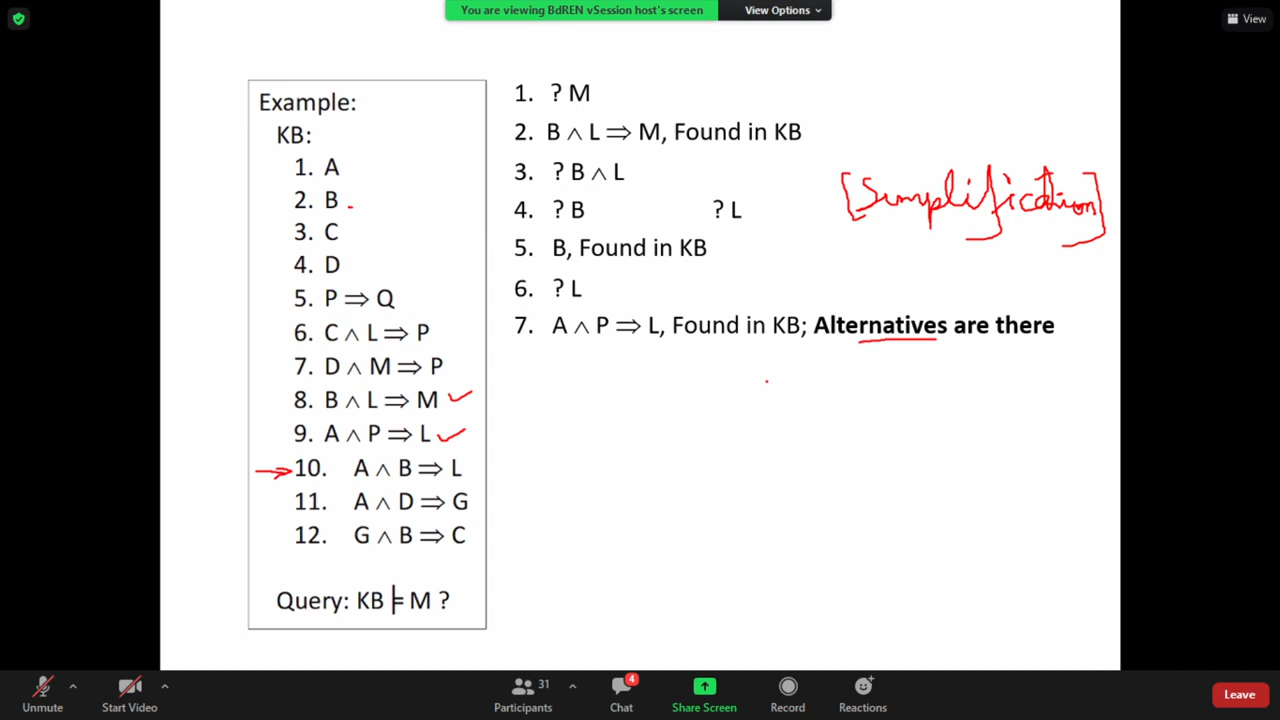 You are viewing BdREN vSession host's screen
View Options
View
Example:
KB:
1. A
2. B
3. C
4. D
5. P ⇒ Q
6. C ∧ L ⇒ P
7. D ∧ M ⇒ P
8. B ∧ L ⇒ M
9. A ∧ P ⇒ L
10. A ∧ B ⇒ L
11. A ∧ D ⇒ G
12. G ∧ B ⇒ C
Query: KB ⊨ M ?
1. ? M
2. B ∧ L ⇒ M, Found in KB
3. ? B ∧ L
4. ? B ? L
5. B, Found in KB
6. ? L
7. A ∧ P ⇒ L, Found in KB; Alternatives are there
[Simplification]
Unmute
Start Video
31
Participants
4
Chat
Share Screen
Record
Reactions
Leave